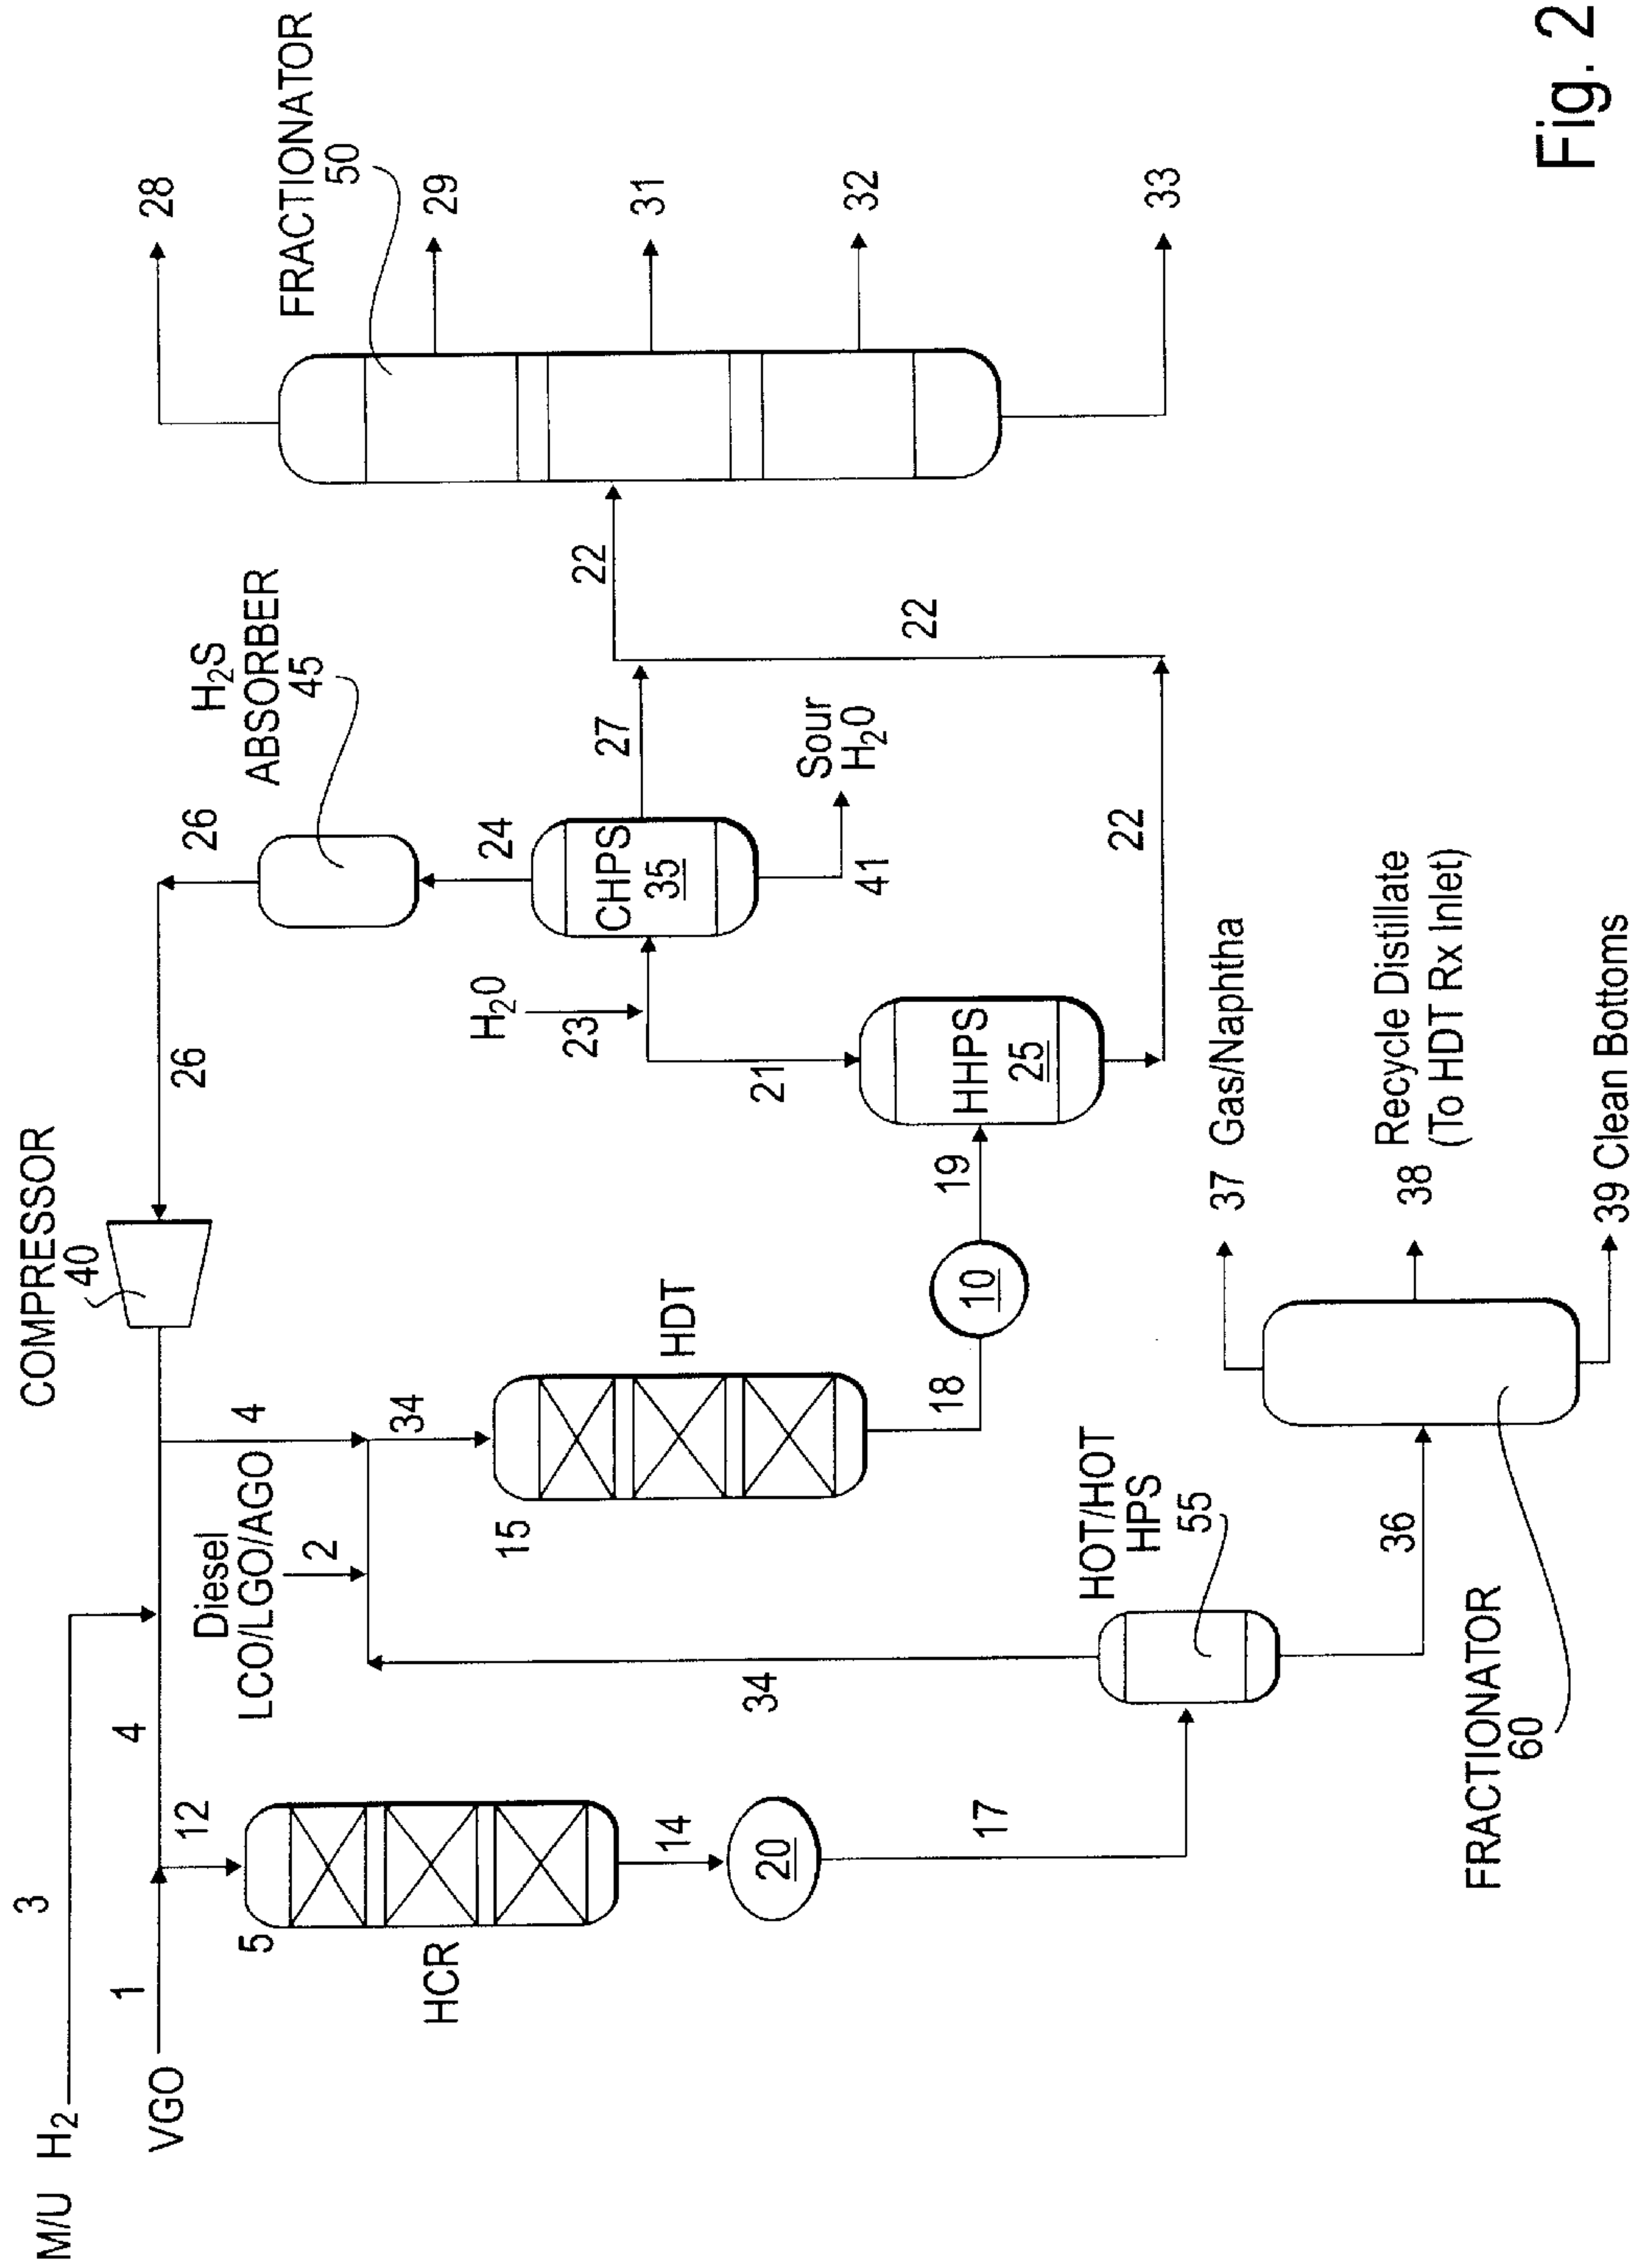 M/U H2
3
VGO
1
4
12
5
HCR
14
20
17
COMPRESSOR
40
4
Diesel
LCO/LGO/AGO
2
34
34
15
HDT
18
10
19
26
26
H2S
ABSORBER
45
24
CHPS
35
H2O
23
21
HHPS
25
27
Sour
H2O
41
22
22
22
FRACTIONATOR
50
28
29
31
32
33
HOT/HOT
HPS
55
36
FRACTIONATOR
60
37 Gas/Naphtha
38 Recycle Distillate
(To HDT Rx Inlet)
39 Clean Bottoms
Fig. 2